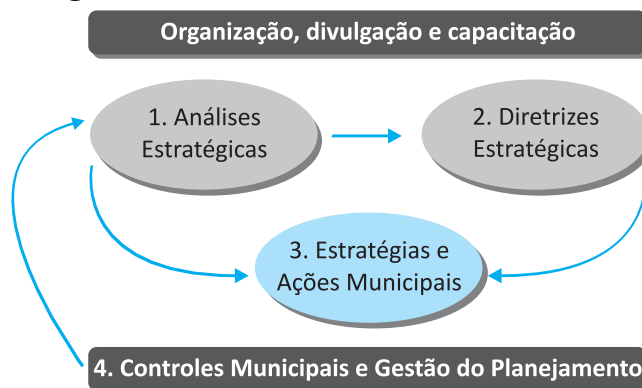 Organização, divulgação e capacitação
1. Análises
Estratégicas
2. Diretrizes
Estratégicas
3. Estratégias e
Ações Municipais
4. Controles Municipais e Gestão do Planejamento